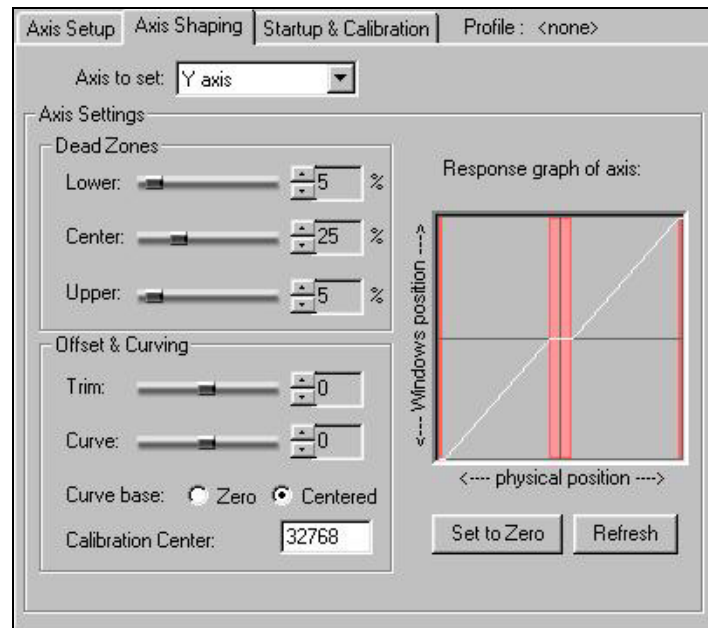 Axis Setup Axis Shaping Startup & Calibration Profile : <none>
Axis to set: Y axis
Axis Settings
Dead Zones
Lower: 5 %
Center: 25 %
Upper: 5 %
Offset & Curving
Trim: 0
Curve: 0
Curve base: Zero Centered
Calibration Center: 32768
Response graph of axis:
<---- Windows position ---->
<---- physical position ---->
Set to Zero Refresh